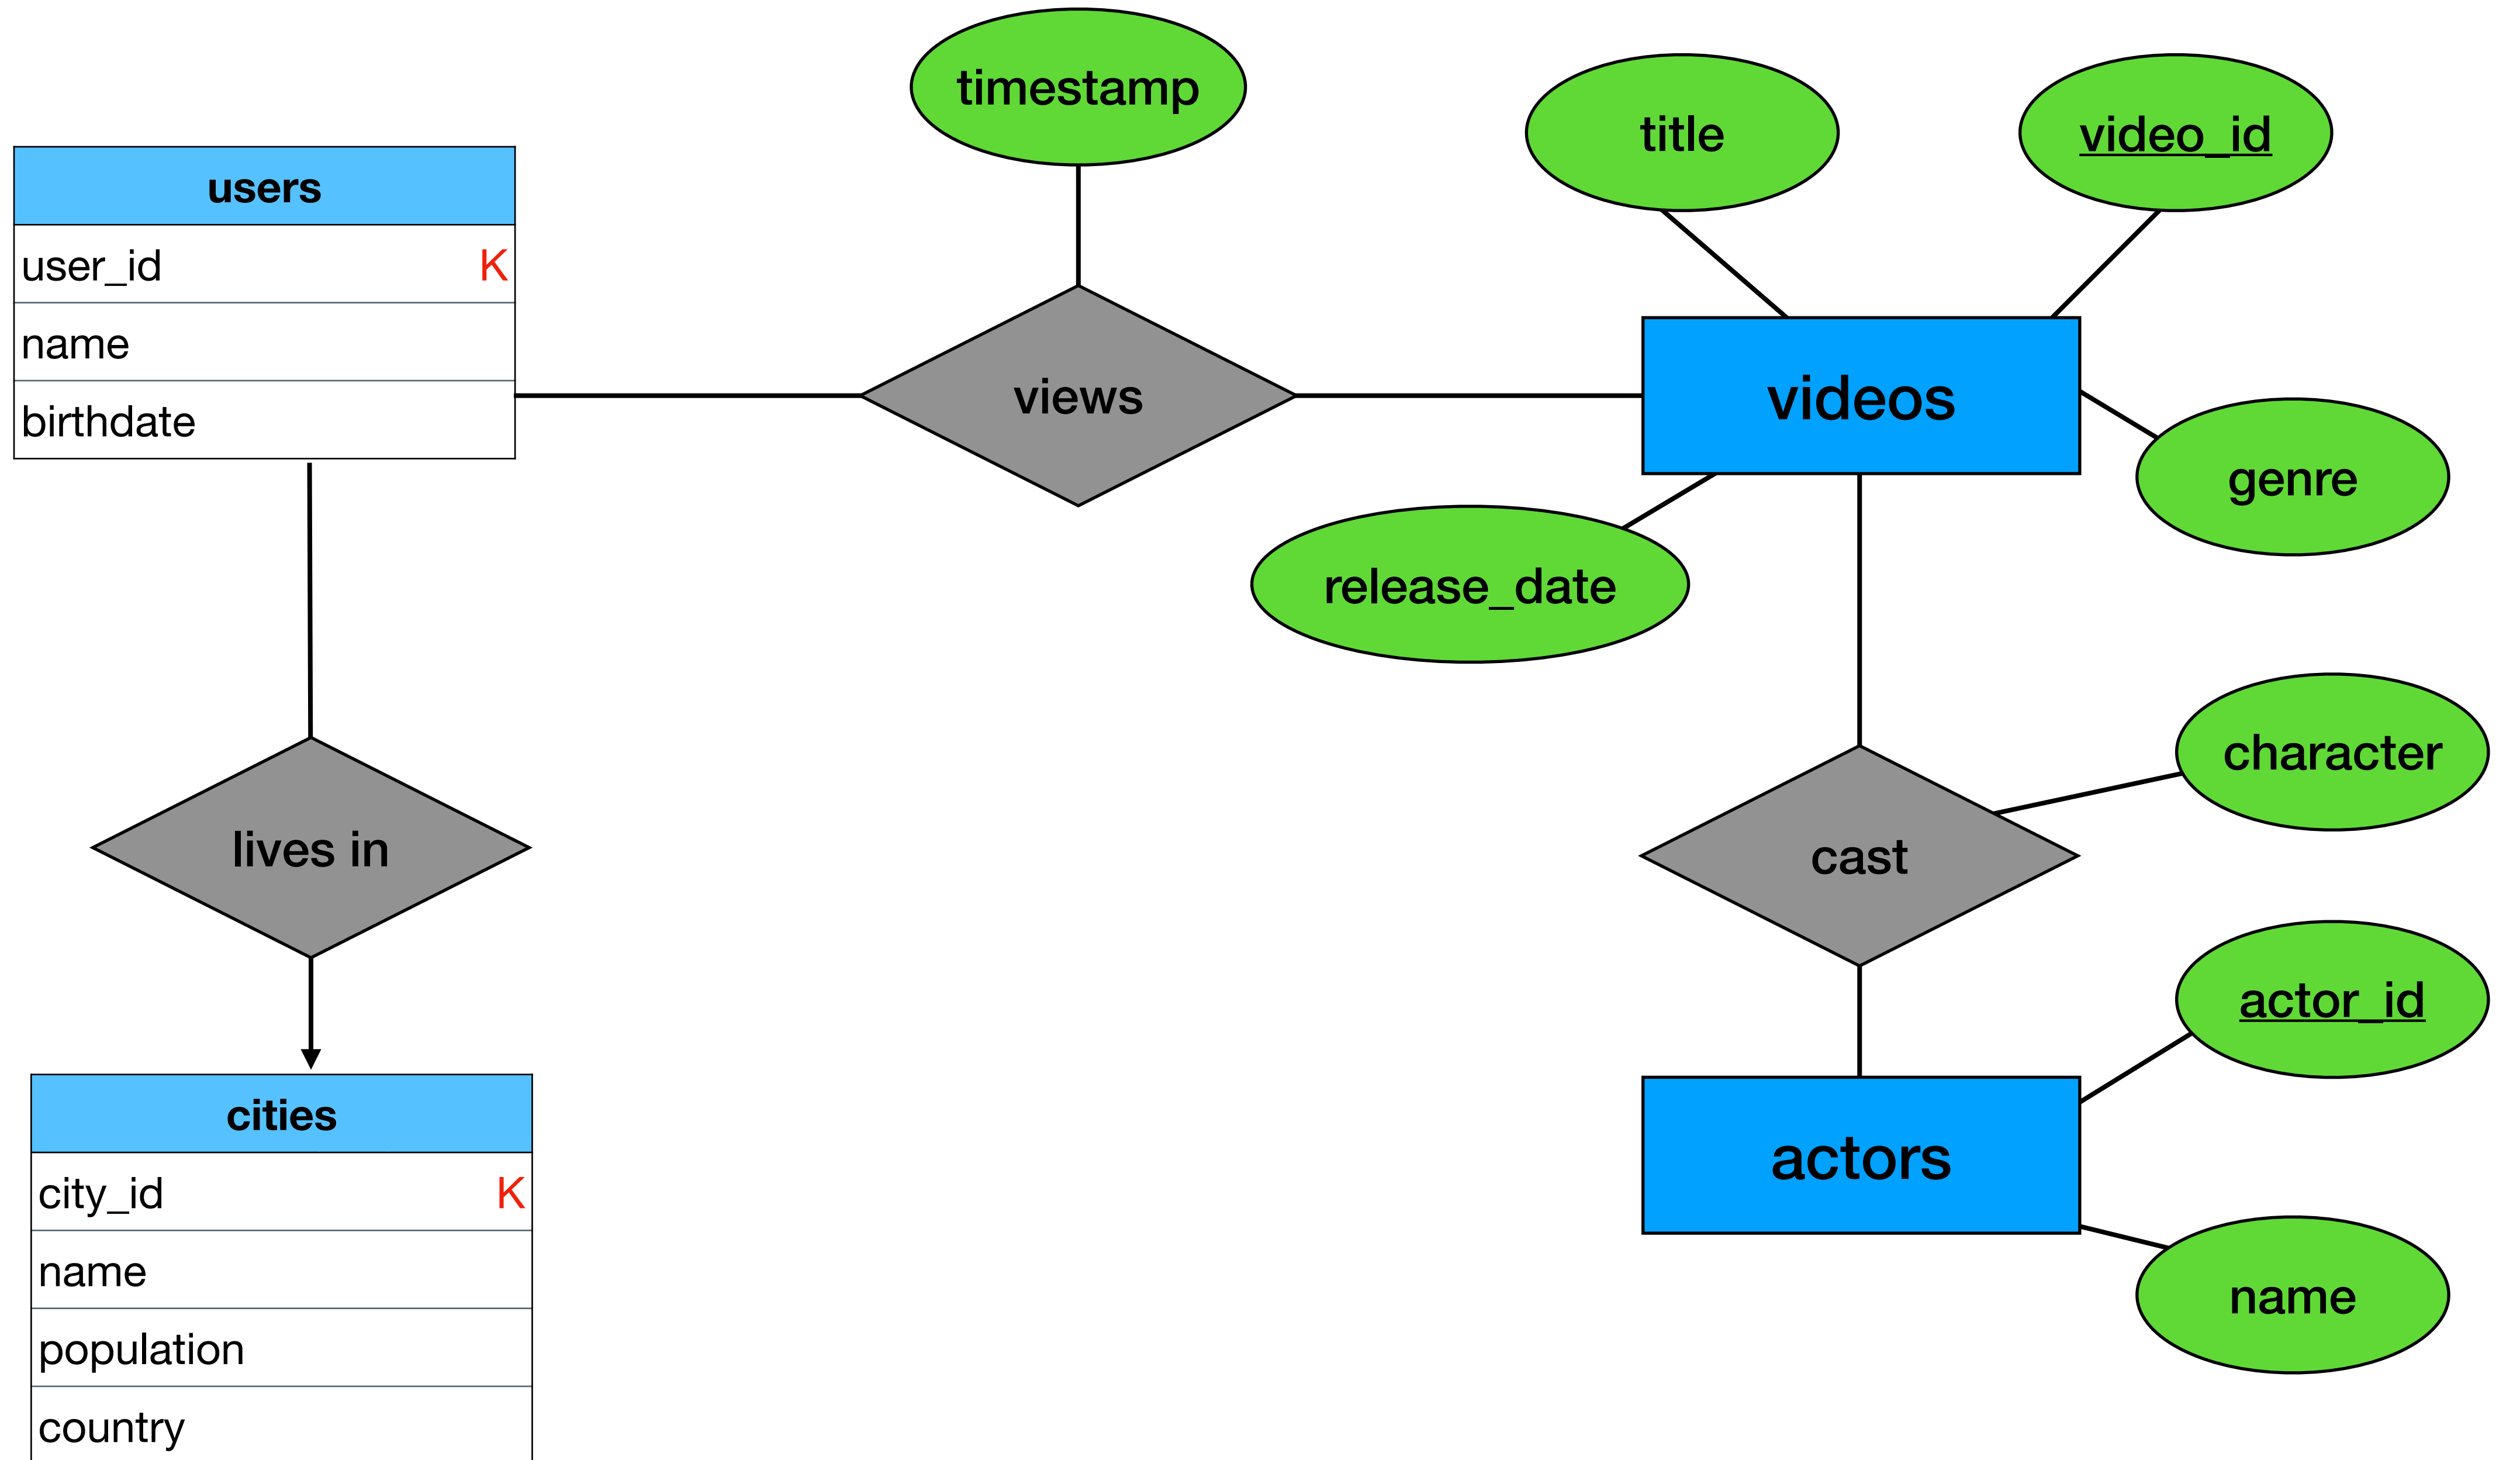 timestamp
title
video_id
users
user_id K
name
birthdate
views
videos
genre
release_date
character
lives in
cast
actor_id
cities
actors
city_id K
name
name
population
country